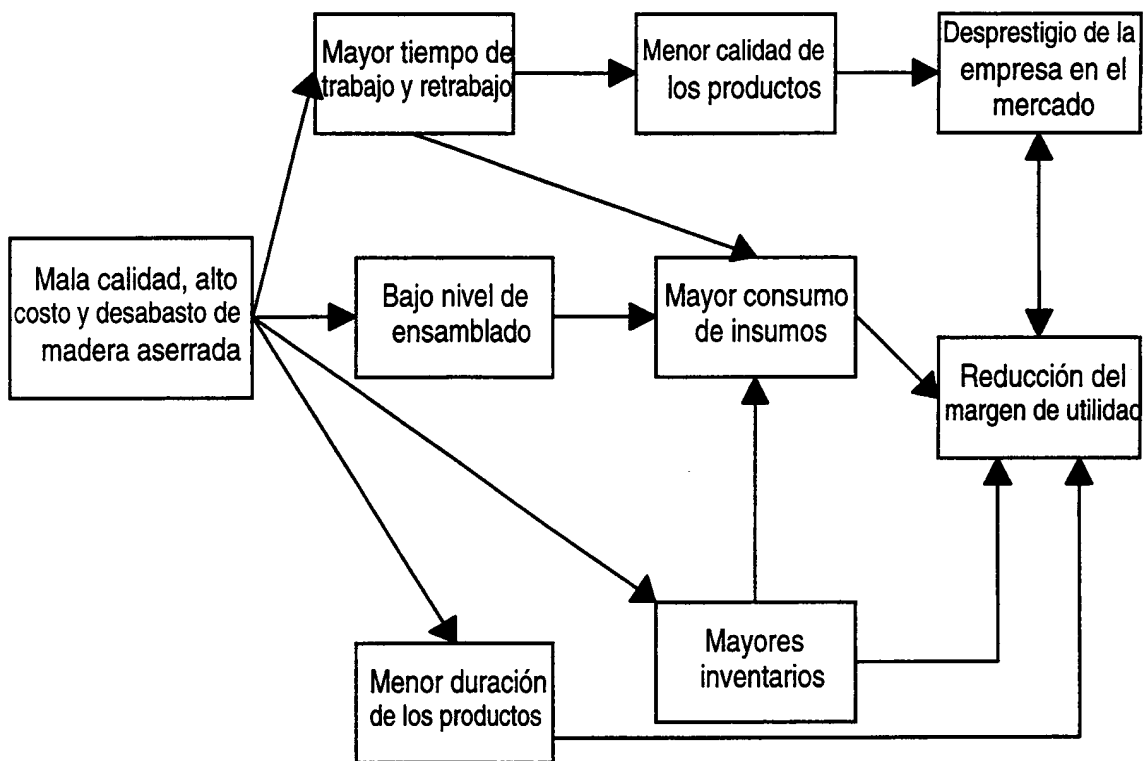 Mayor tiempo de
trabajo y retrabajo
Menor calidad de
los productos
Desprestigio de la
empresa en el
mercado
Mala calidad, alto
costo y desabasto de
madera aserrada
Bajo nivel de
ensamblado
Mayor consumo
de insumos
Reducción del
margen de utilidad
Mayores
inventarios
Menor duración
de los productos